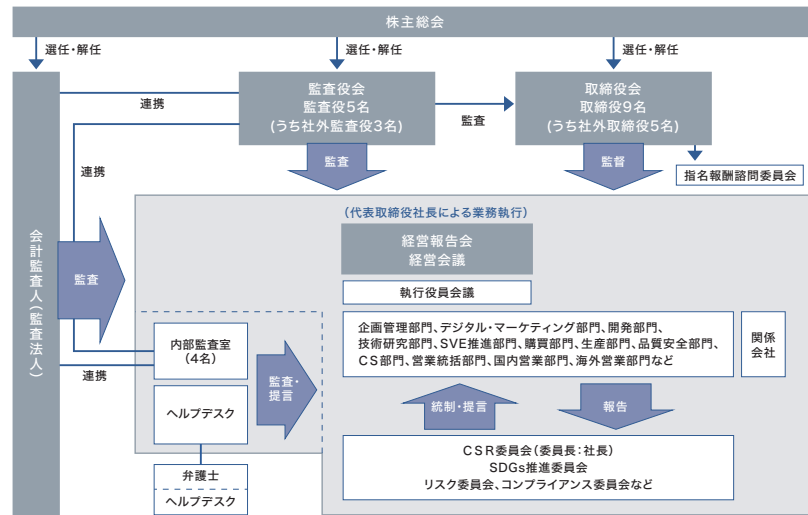 株主総会
選任・解任
選任・解任
選任・解任
監査役会
監査役5名
(うち社外監査役3名)
取締役会
取締役9名
(うち社外取締役5名)
連携
監査
連携
監査
監督
指名報酬諮問委員会
会計監査人(監査法人)
監査
(代表取締役社長による業務執行)
経営報告会
経営会議
執行役員会議
企画管理部門、デジタル・マーケティング部門、開発部門、
技術研究部門、SVE推進部門、購買部門、生産部門、品質安全部門、
CS部門、営業統括部門、国内営業部門、海外営業部門など
関係
会社
内部監査室
(4名)
連携
監査・
提言
ヘルプデスク
統制・提言
報告
CSR委員会(委員長:社長)
SDGs推進委員会
リスク委員会、コンプライアンス委員会など
弁護士
ヘルプデスク